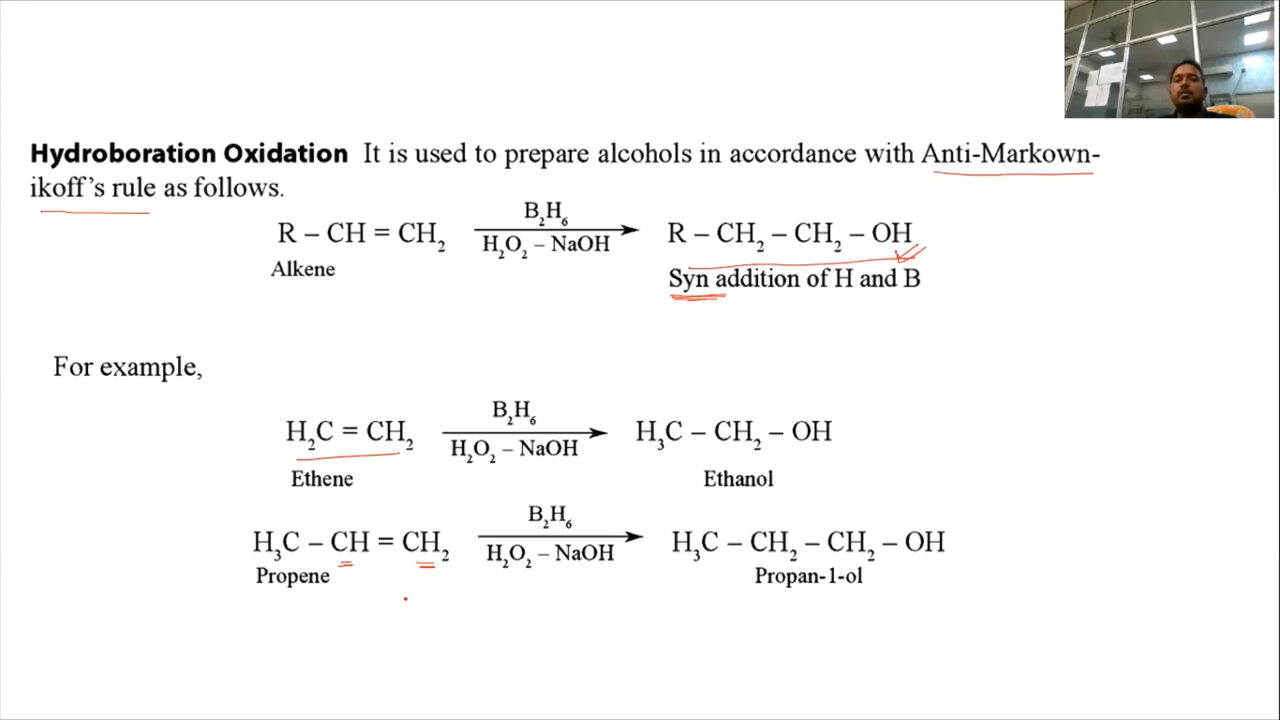 Hydroboration Oxidation It is used to prepare alcohols in accordance with Anti-Markown-
ikoff's rule as follows.
R – CH = CH₂ B₂H₆ H₂O₂ – NaOH R – CH₂ – CH₂ – OH
Alkene Syn addition of H and B
For example,
H₂C = CH₂ B₂H₆ H₂O₂ – NaOH H₃C – CH₂ – OH
Ethene Ethanol
H₃C – CH = CH₂ B₂H₆ H₂O₂ – NaOH H₃C – CH₂ – CH₂ – OH
Propene Propan-1-ol